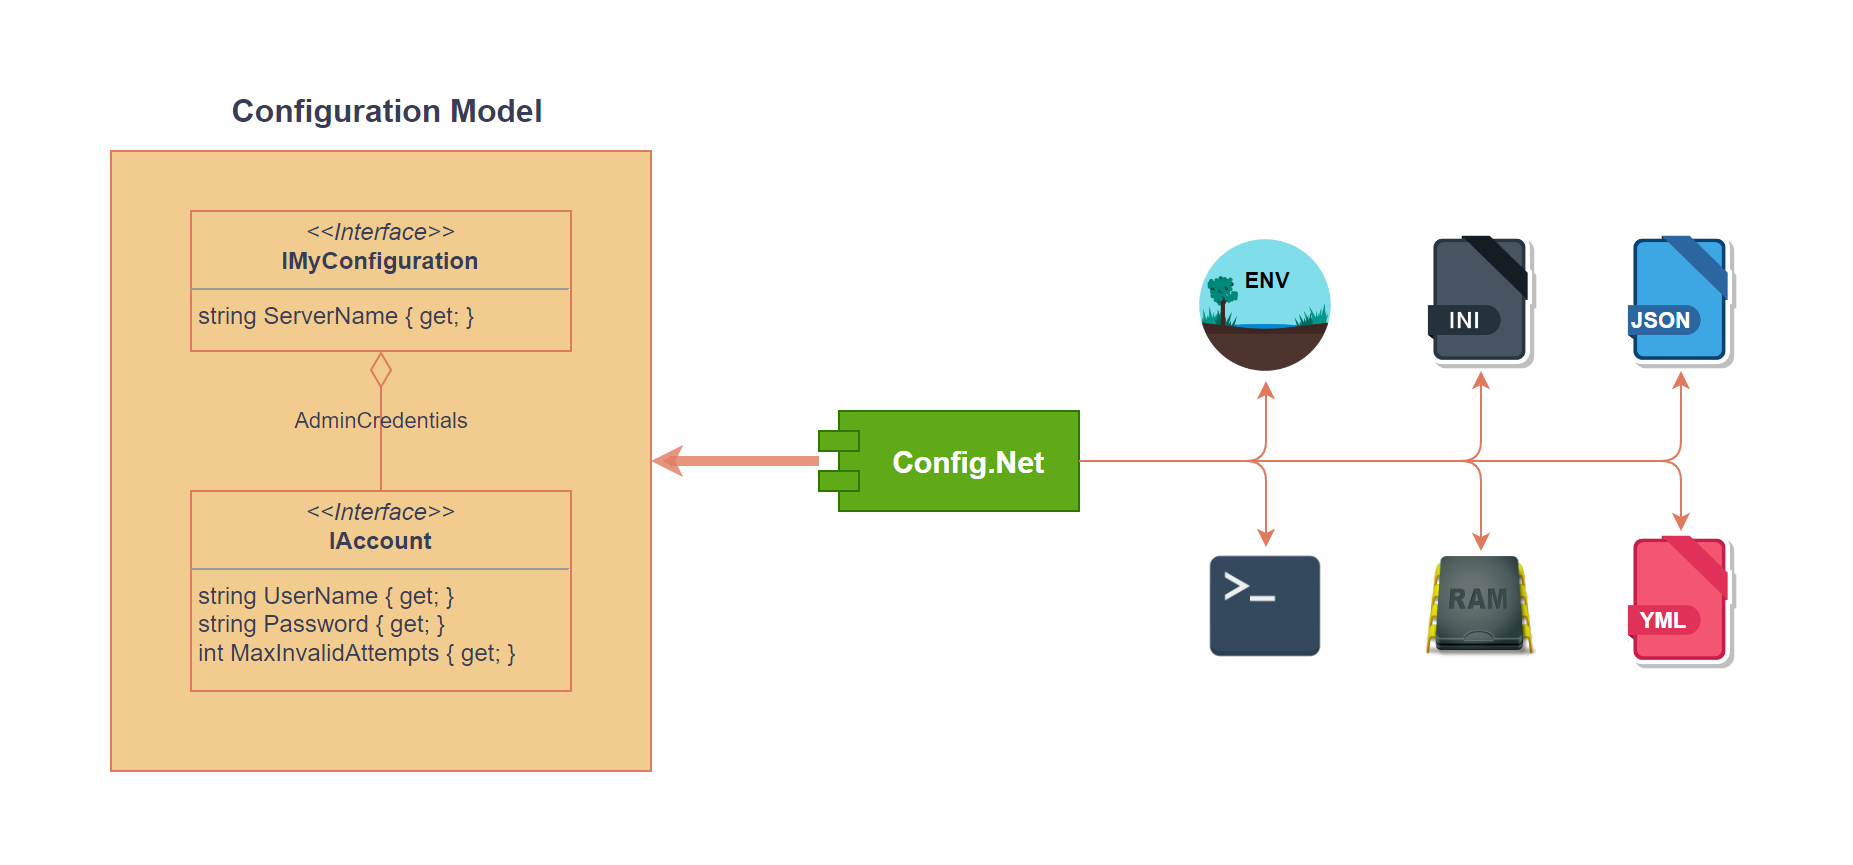 Configuration Model
<<Interface>>
IMyConfiguration
string ServerName { get; }
AdminCredentials
<<Interface>>
IAccount
string UserName { get; }
string Password { get; }
int MaxInvalidAttempts { get; }
Config.Net
ENV
INI
JSON
>_
RAM
YML